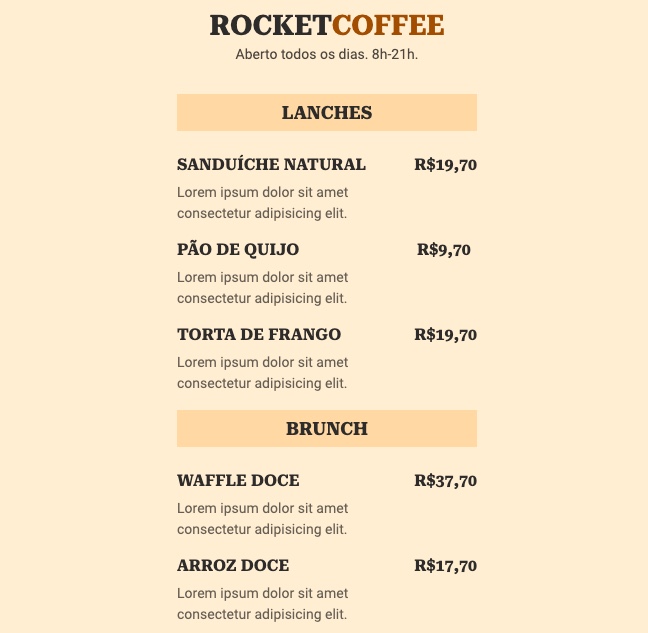 ROCKETCOFFEE
Aberto todos os dias. 8h-21h.
LANCHES
SANDUÍCHE NATURAL R$19,70
Lorem ipsum dolor sit amet
consectetur adipisicing elit.
PÃO DE QUIJO R$9,70
Lorem ipsum dolor sit amet
consectetur adipisicing elit.
TORTA DE FRANGO R$19,70
Lorem ipsum dolor sit amet
consectetur adipisicing elit.
BRUNCH
WAFFLE DOCE R$37,70
Lorem ipsum dolor sit amet
consectetur adipisicing elit.
ARROZ DOCE R$17,70
Lorem ipsum dolor sit amet
consectetur adipisicing elit.